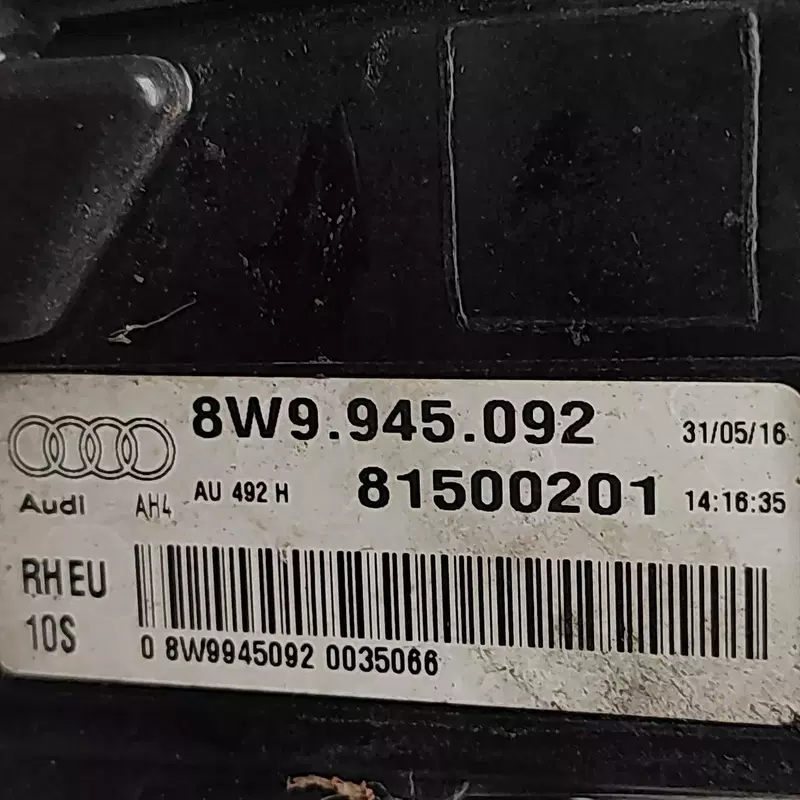 8W9.945.092 31/05/16
Audi AH4 AU 492 H 81500201 14:16:35
RH EU
10S
0 8W9945092 0035066